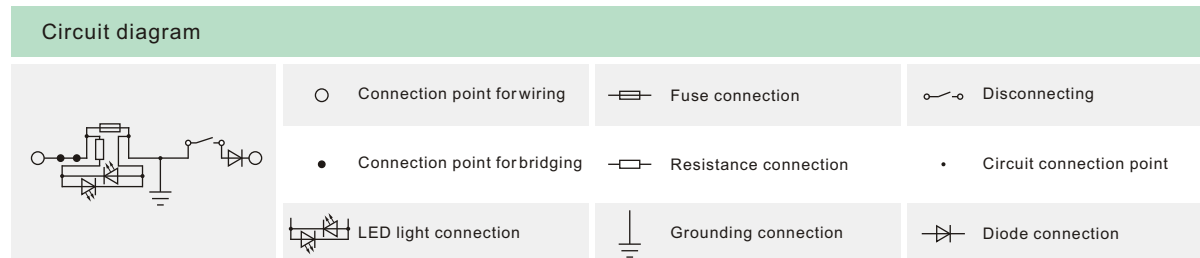 Circuit diagram
Connection point for wiring
Fuse connection
Disconnecting
Connection point for bridging
Resistance connection
Circuit connection point
LED light connection
Grounding connection
Diode connection